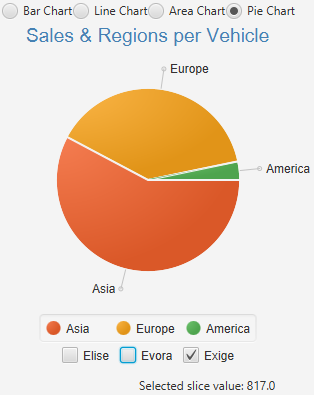 Bar Chart Line Chart Area Chart Pie Chart
Sales & Regions per Vehicle
Europe
America
Asia
Asia Europe America
Elise Evora Exige
Selected slice value: 817.0